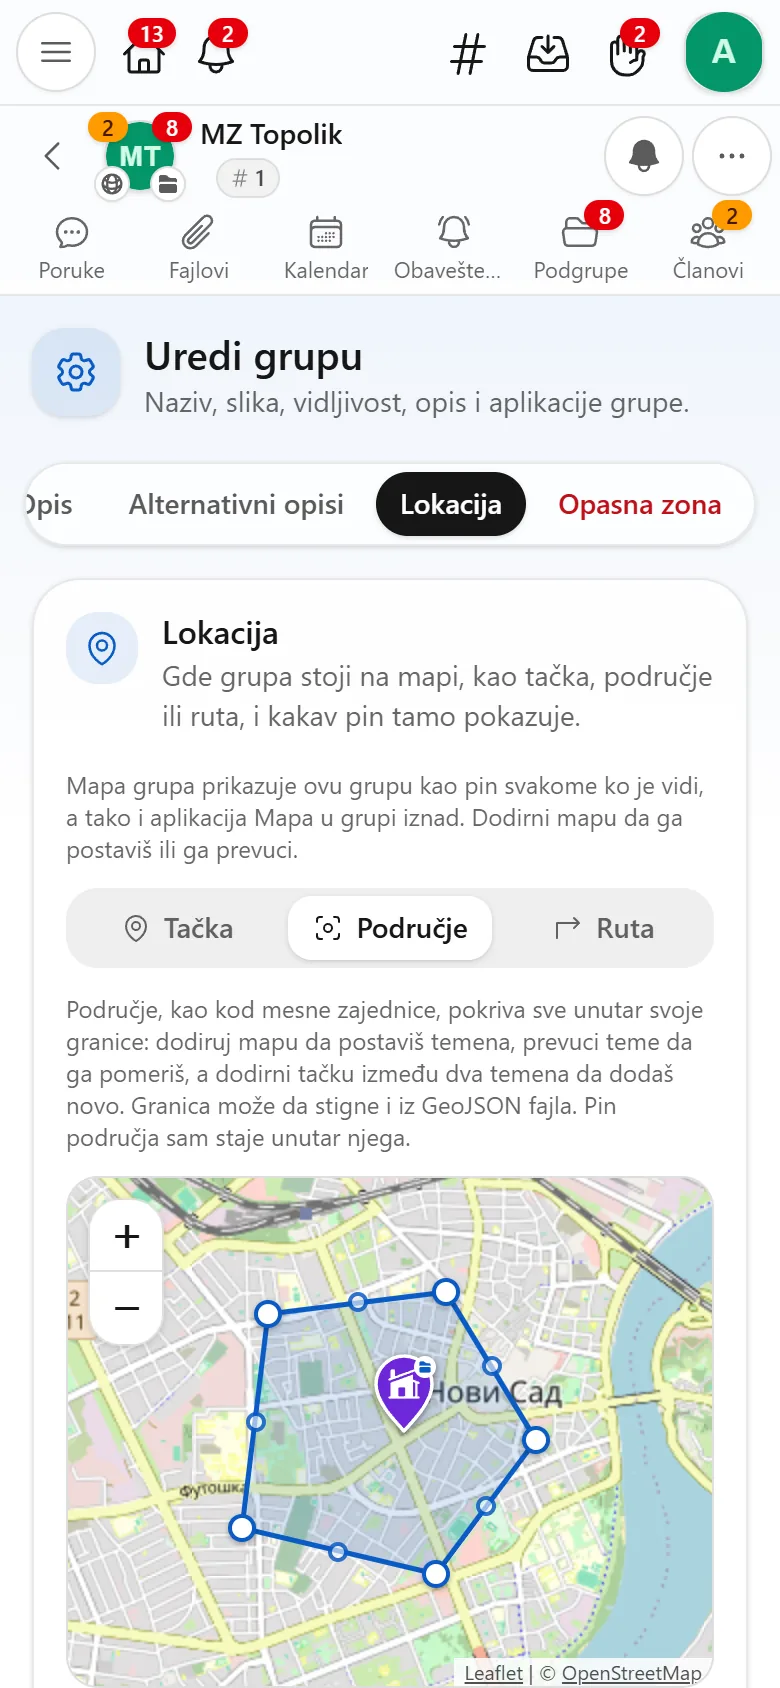 13
2
#
2
A
2
8
MT
MZ Topolik
# 1
Poruke
Fajlovi
Kalendar
Obavešte...
8
Podgrupe
2
Članovi
Uredi grupu
Naziv, slika, vidljivost, opis i aplikacije grupe.
Opis
Alternativni opisi
Lokacija
Opasna zona
Lokacija
Gde grupa stoji na mapi, kao tačka, područje
ili ruta, i kakav pin tamo pokazuje.
Mapa grupa prikazuje ovu grupu kao pin svakome ko je vidi,
a tako i aplikacija Mapa u grupi iznad. Dodirni mapu da ga
postaviš ili ga prevuci.
Tačka
Područje
Ruta
Područje, kao kod mesne zajednice, pokriva sve unutar svoje
granice: dodiruj mapu da postaviš temena, prevuci teme da
ga pomeriš, a dodirni tačku između dva temena da dodaš
novo. Granica može da stigne i iz GeoJSON fajla. Pin
područja sam staje unutar njega.
+
−
2
11
Нови Сад
Футошка
Leaflet | © OpenStreetMap